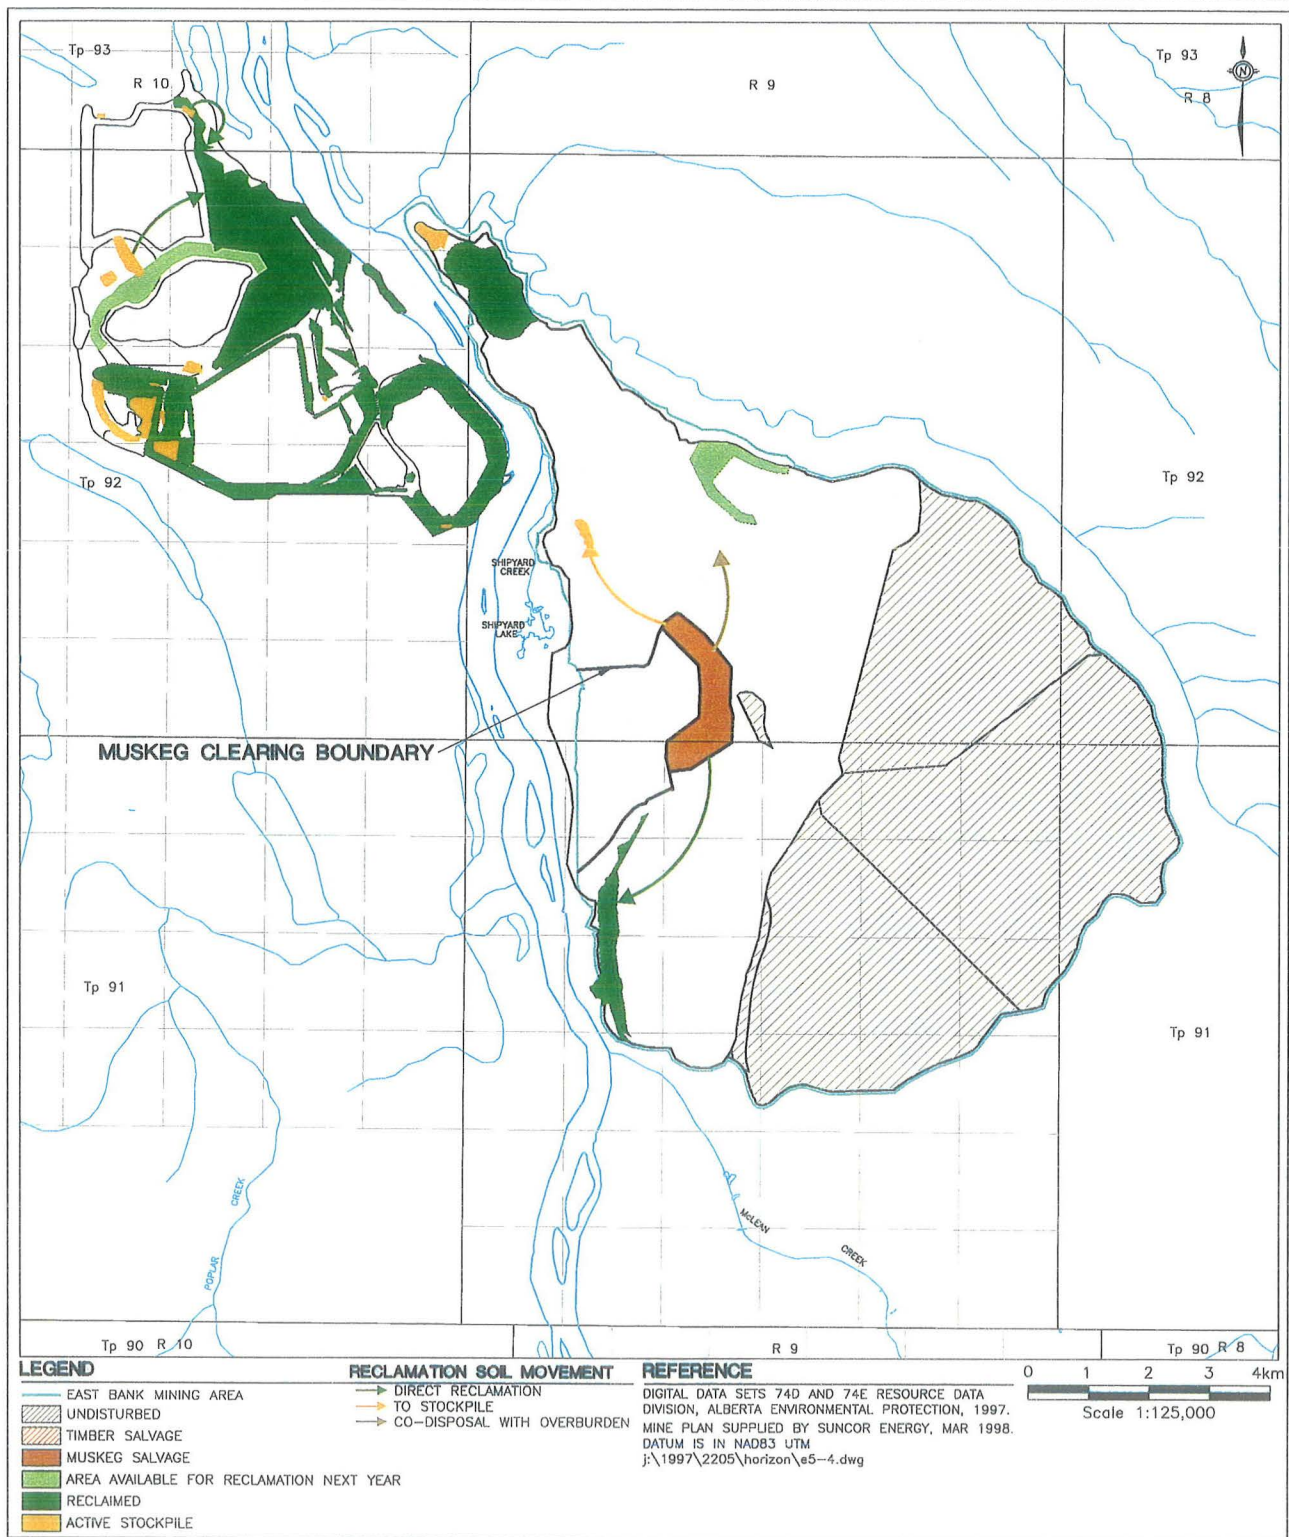 Tp 93
R 10
R 9
Tp 93
R 8
N
Tp 92
Tp 92
SHIPYARD
CREEK
SHIPYARD
LAKE
MUSKEG CLEARING BOUNDARY
Tp 91
Tp 91
POPLAR
CREEK
McLEAN
CREEK
Tp 90 R 10
R 9
Tp 90 R 8
LEGEND
EAST BANK MINING AREA
UNDISTURBED
TIMBER SALVAGE
MUSKEG SALVAGE
AREA AVAILABLE FOR RECLAMATION NEXT YEAR
RECLAIMED
ACTIVE STOCKPILE
RECLAMATION SOIL MOVEMENT
DIRECT RECLAMATION
TO STOCKPILE
CO-DISPOSAL WITH OVERBURDEN
REFERENCE
DIGITAL DATA SETS 74D AND 74E RESOURCE DATA
DIVISION, ALBERTA ENVIRONMENTAL PROTECTION, 1997.
MINE PLAN SUPPLIED BY SUNCOR ENERGY, MAR 1998.
DATUM IS IN NAD83 UTM
j:\1997\2205\horizon\e5-4.dwg
0 1 2 3 4km
Scale 1:125,000